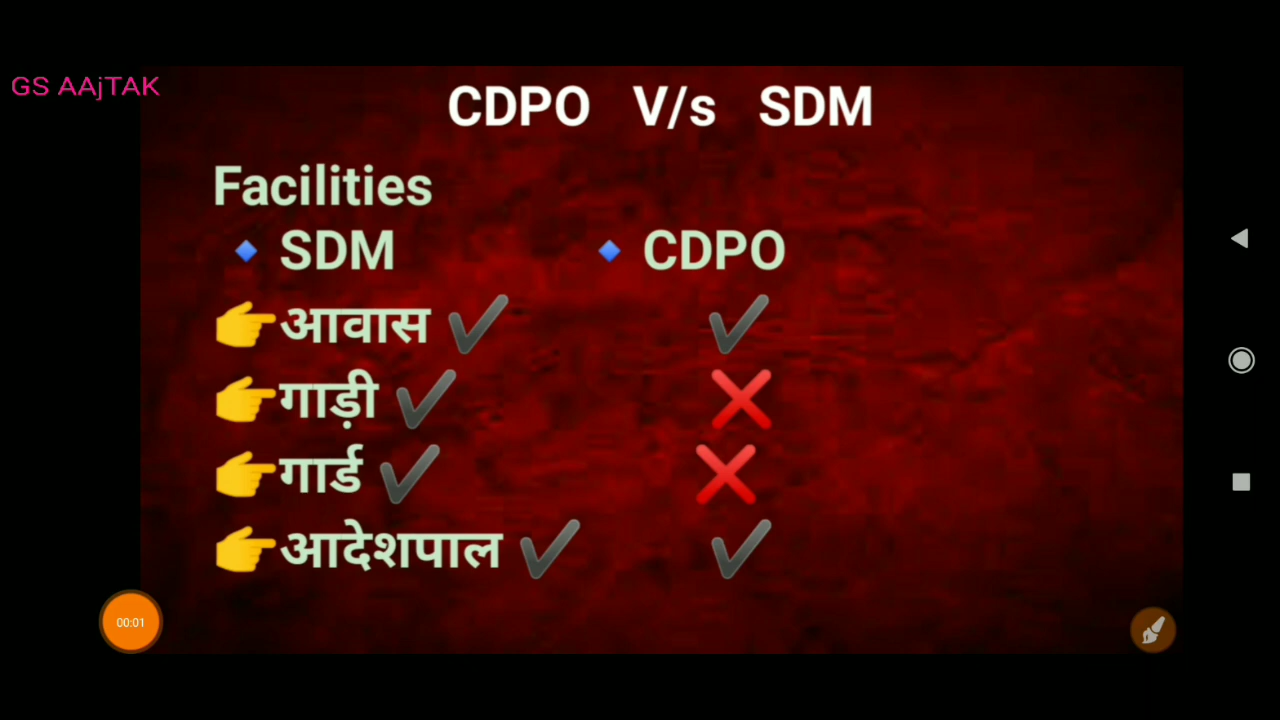 GS AAjTAK
CDPO V/s SDM
Facilities
🔹 SDM 🔹 CDPO
👉आवास ✔ ✔
👉गाड़ी ✔ ❌
👉गार्ड ✔ ❌
👉आदेशपाल ✔ ✔
00:01